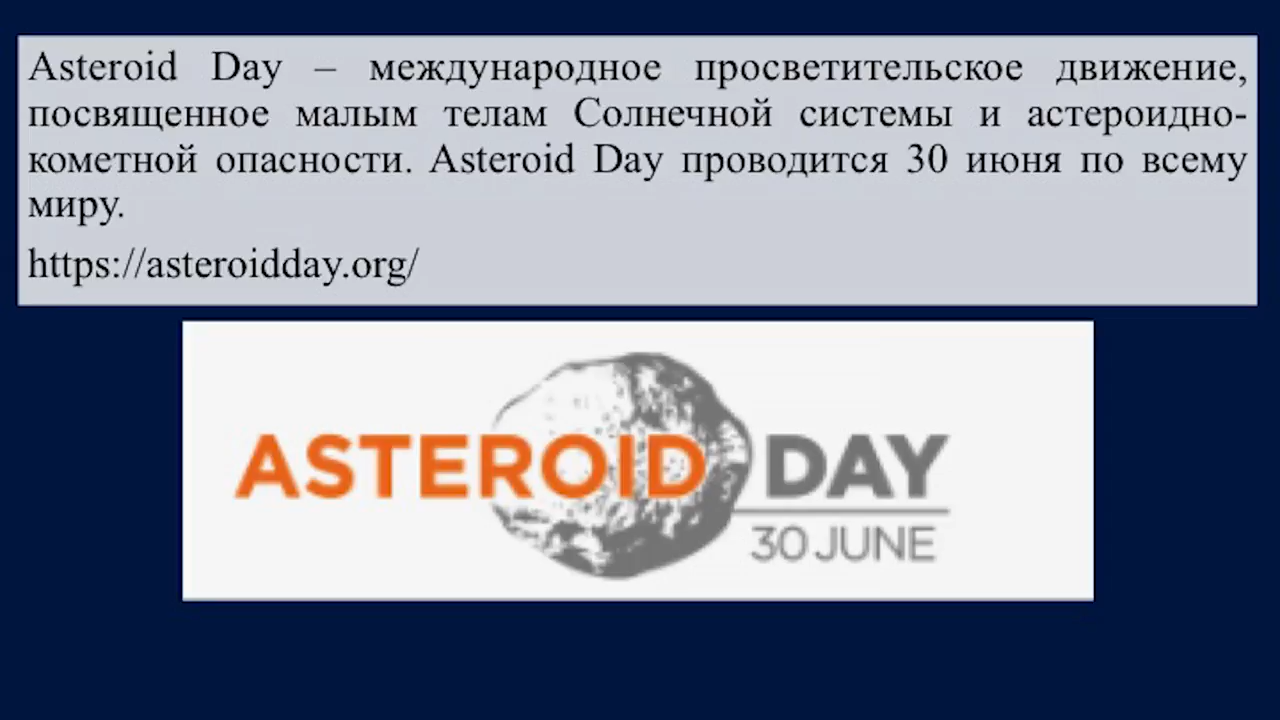 Asteroid Day – международное просветительское движение,
посвященное малым телам Солнечной системы и астероидно-
кометной опасности. Asteroid Day проводится 30 июня по всему
миру.
https://asteroidday.org/
ASTEROID DAY
30 JUNE